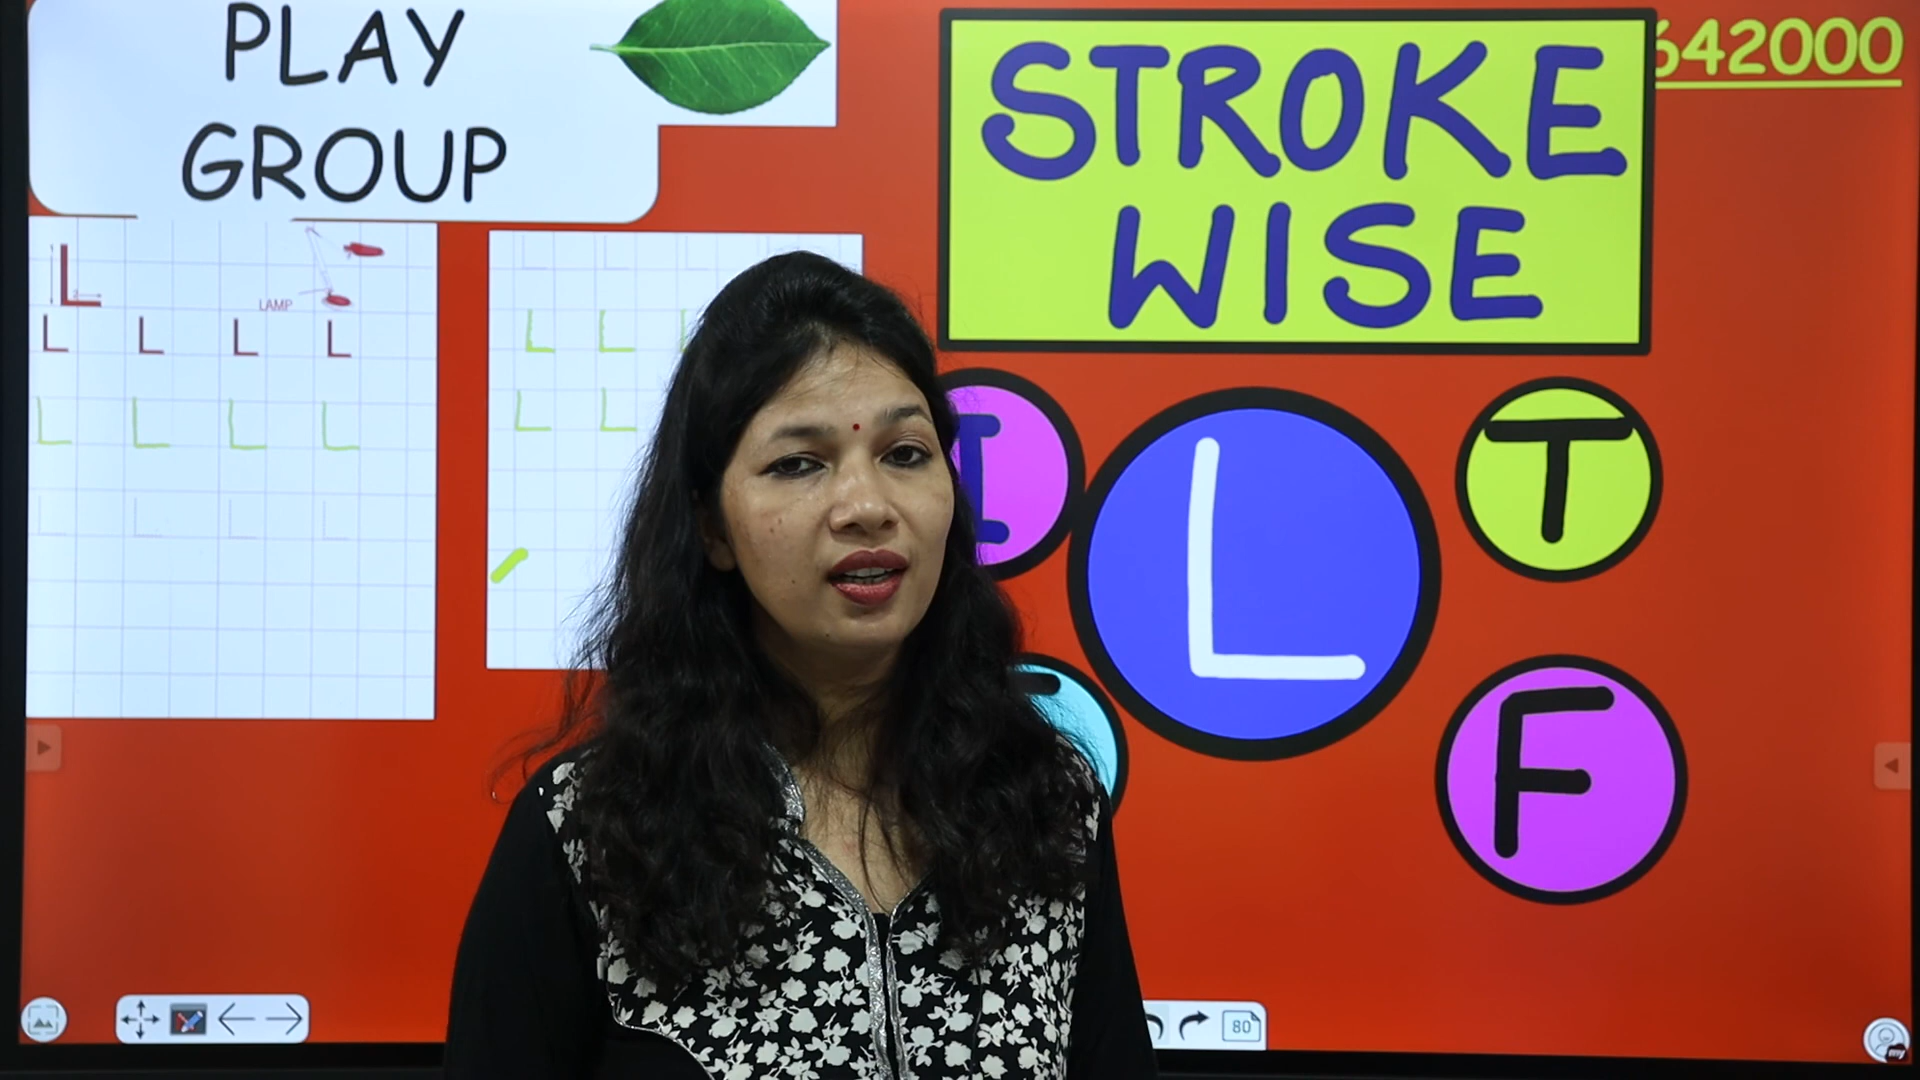 PLAY
GROUP
642000
STROKE
WISE
L
LAMP
L L L L
L L L L
L L L L
L L
L L
I
L
T
F
80